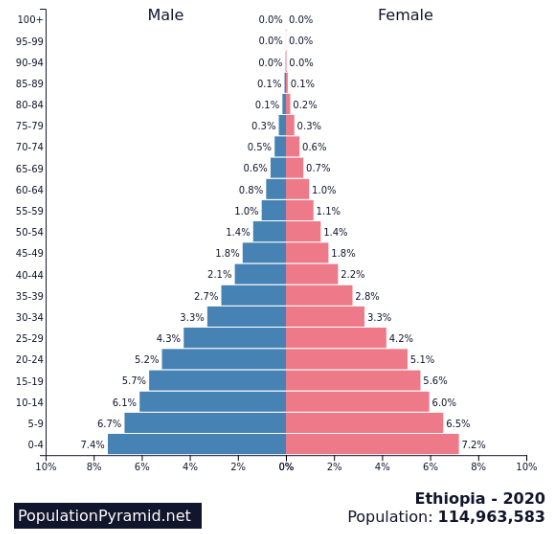 Male Female
100+ 0.0% 0.0%
95-99 0.0% 0.0%
90-94 0.0% 0.0%
85-89 0.1% 0.1%
80-84 0.1% 0.2%
75-79 0.3% 0.3%
70-74 0.5% 0.6%
65-69 0.6% 0.7%
60-64 0.8% 1.0%
55-59 1.0% 1.1%
50-54 1.4% 1.4%
45-49 1.8% 1.8%
40-44 2.1% 2.2%
35-39 2.7% 2.8%
30-34 3.3% 3.3%
25-29 4.3% 4.2%
20-24 5.2% 5.1%
15-19 5.7% 5.6%
10-14 6.1% 6.0%
5-9 6.7% 6.5%
0-4 7.4% 7.2%
10% 8% 6% 4% 2% 0% 2% 4% 6% 8% 10%
Ethiopia - 2020
PopulationPyramid.net Population: 114,963,583